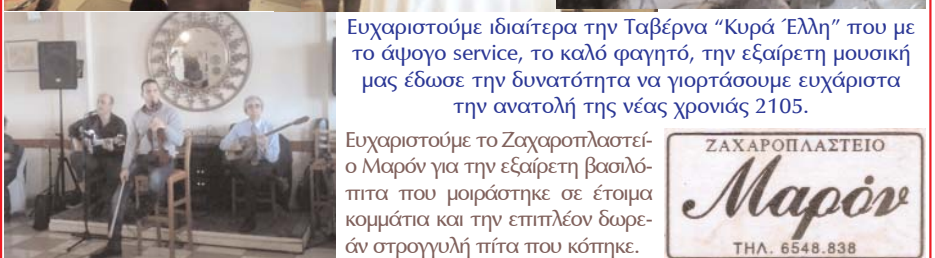 Ευχαριστούμε ιδιαίτερα την Ταβέρνα “Κυρά Έλλη” που με
το άψογο service, το καλό φαγητό, την εξαίρετη μουσική
μας έδωσε την δυνατότητα να γιορτάσουμε ευχάριστα
την ανατολή της νέας χρονιάς 2105.
Ευχαριστούμε το Ζαχαροπλαστεί-
ο Μαρόν για την εξαίρετη βασιλό-
πιτα που μοιράστηκε σε έτοιμα
κομμάτια και την επιπλέον δωρε-
άν στρογγυλή πίτα που κόπηκε.
ΖΑΧΑΡΟΠΛΑΣΤΕΙΟ
Μαρόν
ΤΗΛ. 6548.838